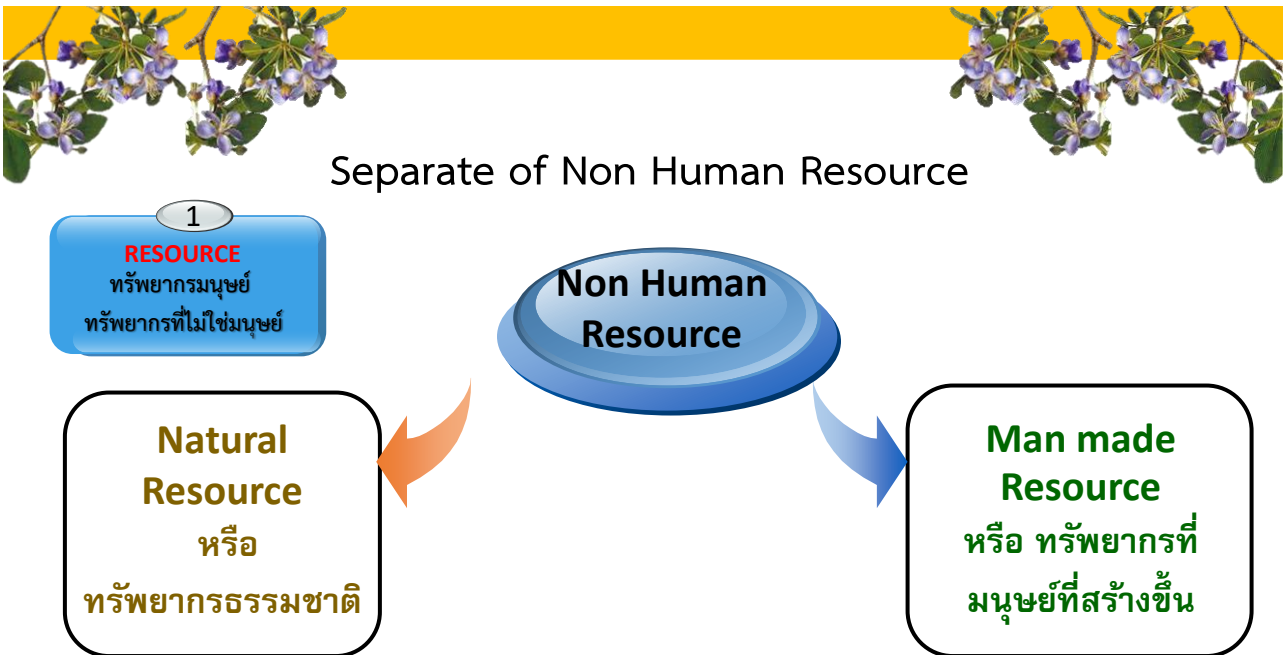 Separate of Non Human Resource
1
RESOURCE
ทรัพยากรมนุษย์
ทรัพยากรที่ไม่ใช่มนุษย์
Non Human
Resource
Natural
Resource
หรือ
ทรัพยากรธรรมชาติ
Man made
Resource
หรือ ทรัพยากรที่
มนุษย์ที่สร้างขึ้น